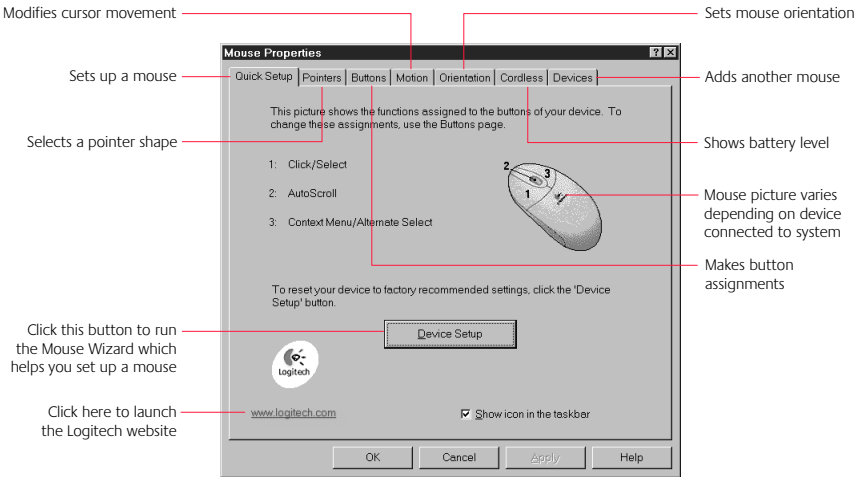 Modifies cursor movement
Sets mouse orientation
Mouse Properties
Sets up a mouse
Quick Setup Pointers Buttons Motion Orientation Cordless Devices
Adds another mouse
This picture shows the functions assigned to the buttons of your device. To
change these assignments, use the Buttons page.
Selects a pointer shape
Shows battery level
1: Click/Select
2: AutoScroll
3: Context Menu/Alternate Select
2
3
1
Mouse picture varies
depending on device
connected to system
Makes button
assignments
To reset your device to factory recommended settings, click the 'Device
Setup' button.
Click this button to run
the Mouse Wizard which
helps you set up a mouse
Device Setup
Logitech
Click here to launch
the Logitech website
www.logitech.com
Show icon in the taskbar
OK Cancel Apply Help